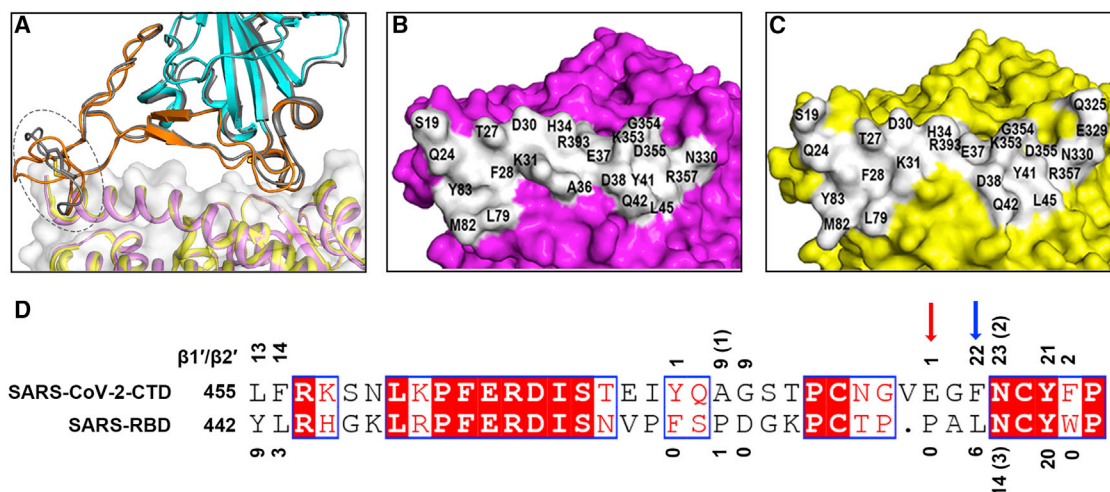 A
B
S19
Q24
T27
D30
H34
R393
G354
K353
D355
E37
N330
R357
K31
F28
A36
D38
Y41
Q42
L45
Y83
L79
M82
C
S19
Q24
T27
D30
H34
R393
E37
G354
K353
D355
Q325
E329
N330
R357
K31
F28
D38
Y41
Q42
L45
Y83
L79
M82
D
β1′/β2′ 13 14 1 9 (1) 9 1 22 23 (2) 21 2
SARS-CoV-2-CTD 455 LFRKSNLKPFERDISTEIYQAGSTPCNGVEGFNCYFP
SARS-RBD 442 YLRHGKLRPFERDISNVPFSPDGKPCTP.PALNCYWP
9 3 0 1 0 0 6 14 (3) 20 0